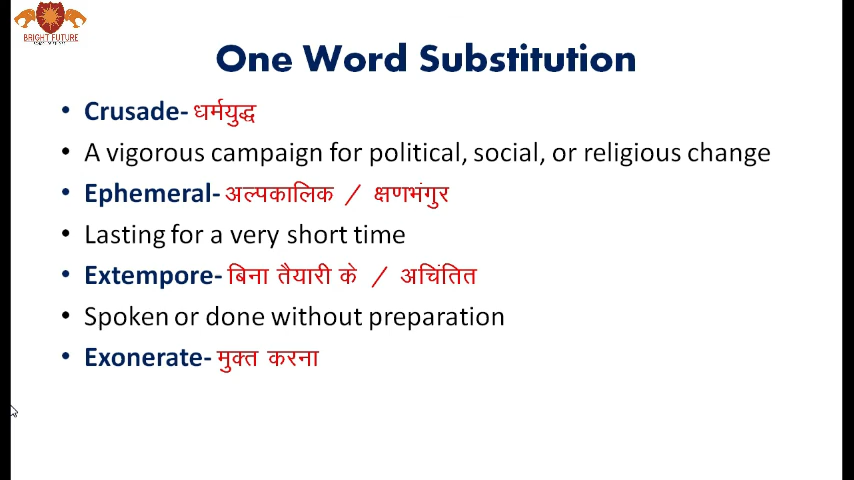 BRIGHT FUTURE
One Word Substitution
• Crusade- धर्मयुद्ध
• A vigorous campaign for political, social, or religious change
• Ephemeral- अल्पकालिक / क्षणभंगुर
• Lasting for a very short time
• Extempore- बिना तैयारी के / अचिंतित
• Spoken or done without preparation
• Exonerate- मुक्त करना